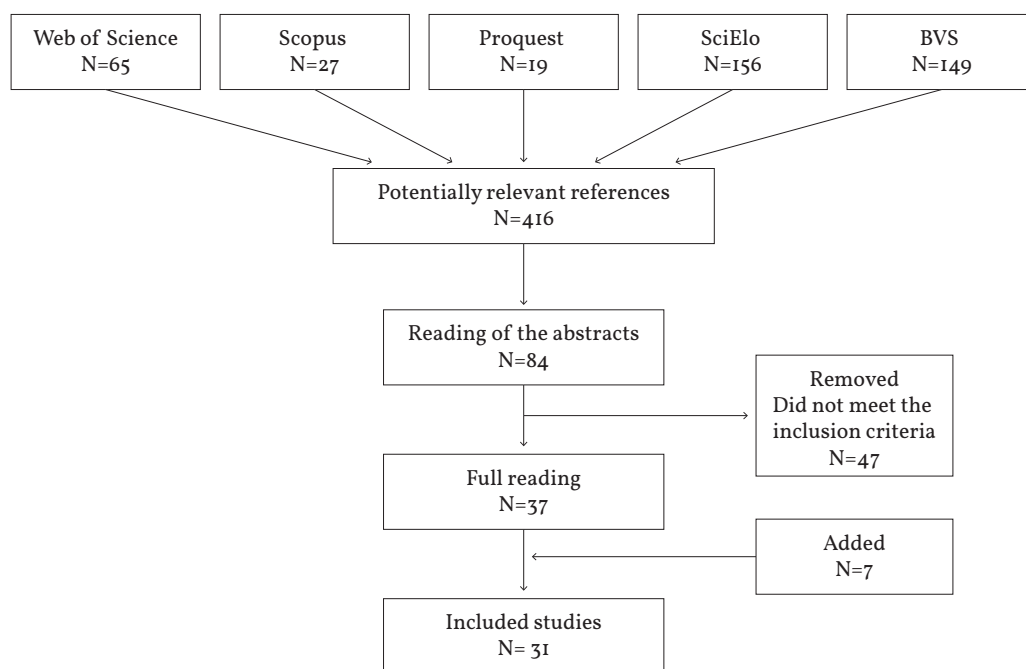 Web of Science
N=65
Scopus
N=27
Proquest
N=19
SciElo
N=156
BVS
N=149
Potentially relevant references
N=416
Reading of the abstracts
N=84
Removed
Did not meet the
inclusion criteria
N=47
Full reading
N=37
Added
N=7
Included studies
N= 31